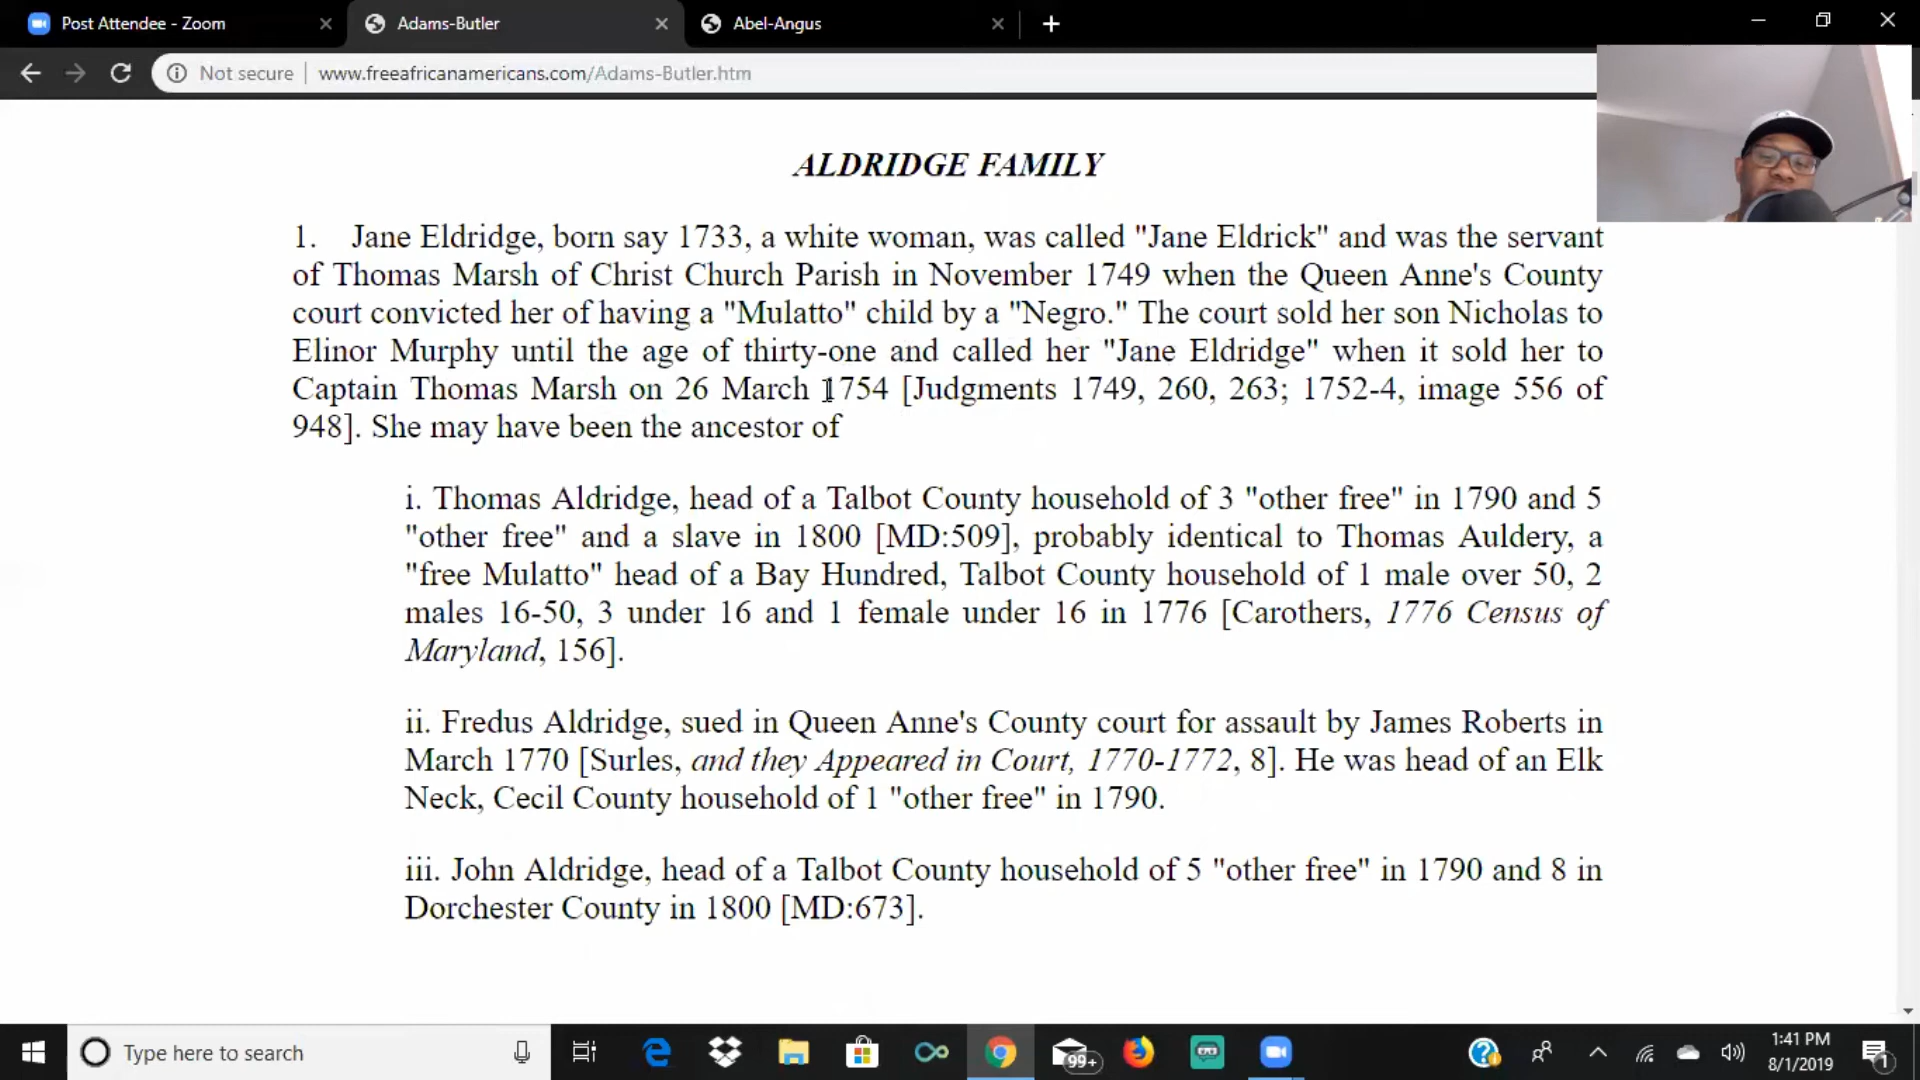 Post Attendee - Zoom
Adams-Butler
Abel-Angus
Not secure
www.freeafricanamericans.com/Adams-Butler.htm
ALDRIDGE FAMILY
1. Jane Eldridge, born say 1733, a white woman, was called "Jane Eldrick" and was the servant
of Thomas Marsh of Christ Church Parish in November 1749 when the Queen Anne's County
court convicted her of having a "Mulatto" child by a "Negro." The court sold her son Nicholas to
Elinor Murphy until the age of thirty-one and called her "Jane Eldridge" when it sold her to
Captain Thomas Marsh on 26 March 1754 [Judgments 1749, 260, 263; 1752-4, image 556 of
948]. She may have been the ancestor of
i. Thomas Aldridge, head of a Talbot County household of 3 "other free" in 1790 and 5
"other free" and a slave in 1800 [MD:509], probably identical to Thomas Auldery, a
"free Mulatto" head of a Bay Hundred, Talbot County household of 1 male over 50, 2
males 16-50, 3 under 16 and 1 female under 16 in 1776 [Carothers, 1776 Census of
Maryland, 156].
ii. Fredus Aldridge, sued in Queen Anne's County court for assault by James Roberts in
March 1770 [Surles, and they Appeared in Court, 1770-1772, 8]. He was head of an Elk
Neck, Cecil County household of 1 "other free" in 1790.
iii. John Aldridge, head of a Talbot County household of 5 "other free" in 1790 and 8 in
Dorchester County in 1800 [MD:673].
Type here to search
99+
1:41 PM
8/1/2019
1